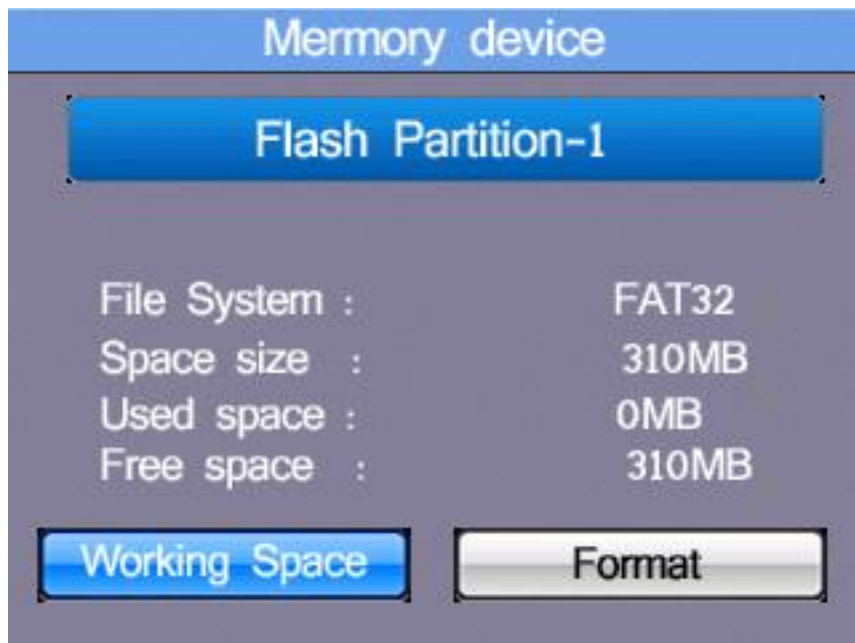 Mermory device
Flash Partition-1
File System : FAT32
Space size : 310MB
Used space : 0MB
Free space : 310MB
Working Space Format